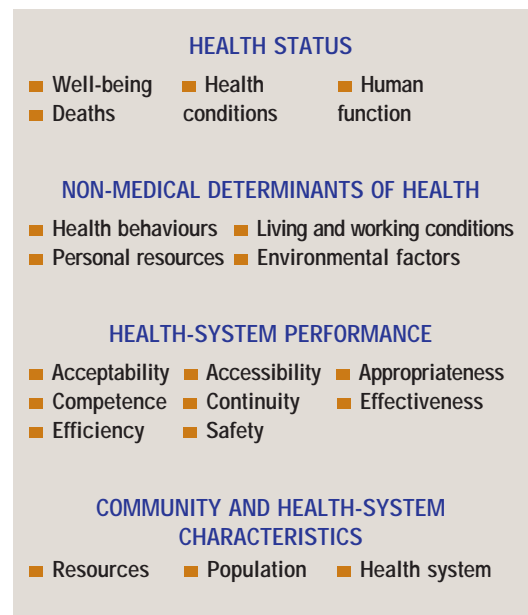 HEALTH STATUS
■ Well-being ■ Health ■ Human
■ Deaths conditions function
NON-MEDICAL DETERMINANTS OF HEALTH
■ Health behaviours ■ Living and working conditions
■ Personal resources ■ Environmental factors
HEALTH-SYSTEM PERFORMANCE
■ Acceptability ■ Accessibility ■ Appropriateness
■ Competence ■ Continuity ■ Effectiveness
■ Efficiency ■ Safety
COMMUNITY AND HEALTH-SYSTEM
CHARACTERISTICS
■ Resources ■ Population ■ Health system